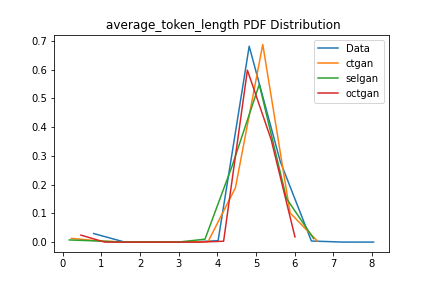 average_token_length PDF Distribution
0.7
0.6
0.5
0.4
0.3
0.2
0.1
0.0
Data
ctgan
selgan
octgan
0 1 2 3 4 5 6 7 8